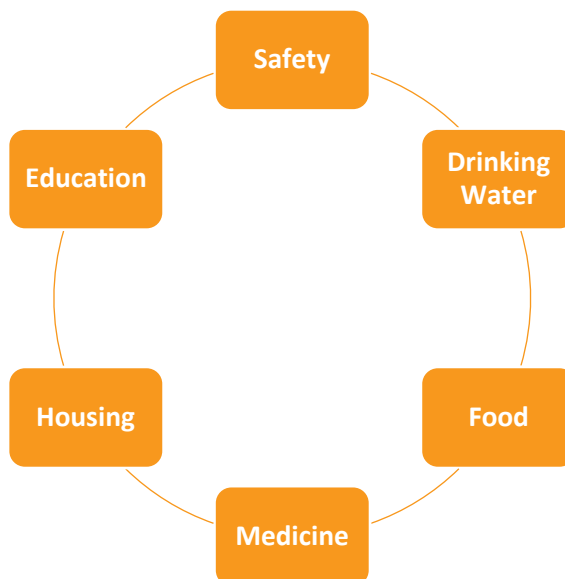 Safety
Drinking
Water
Food
Medicine
Housing
Education